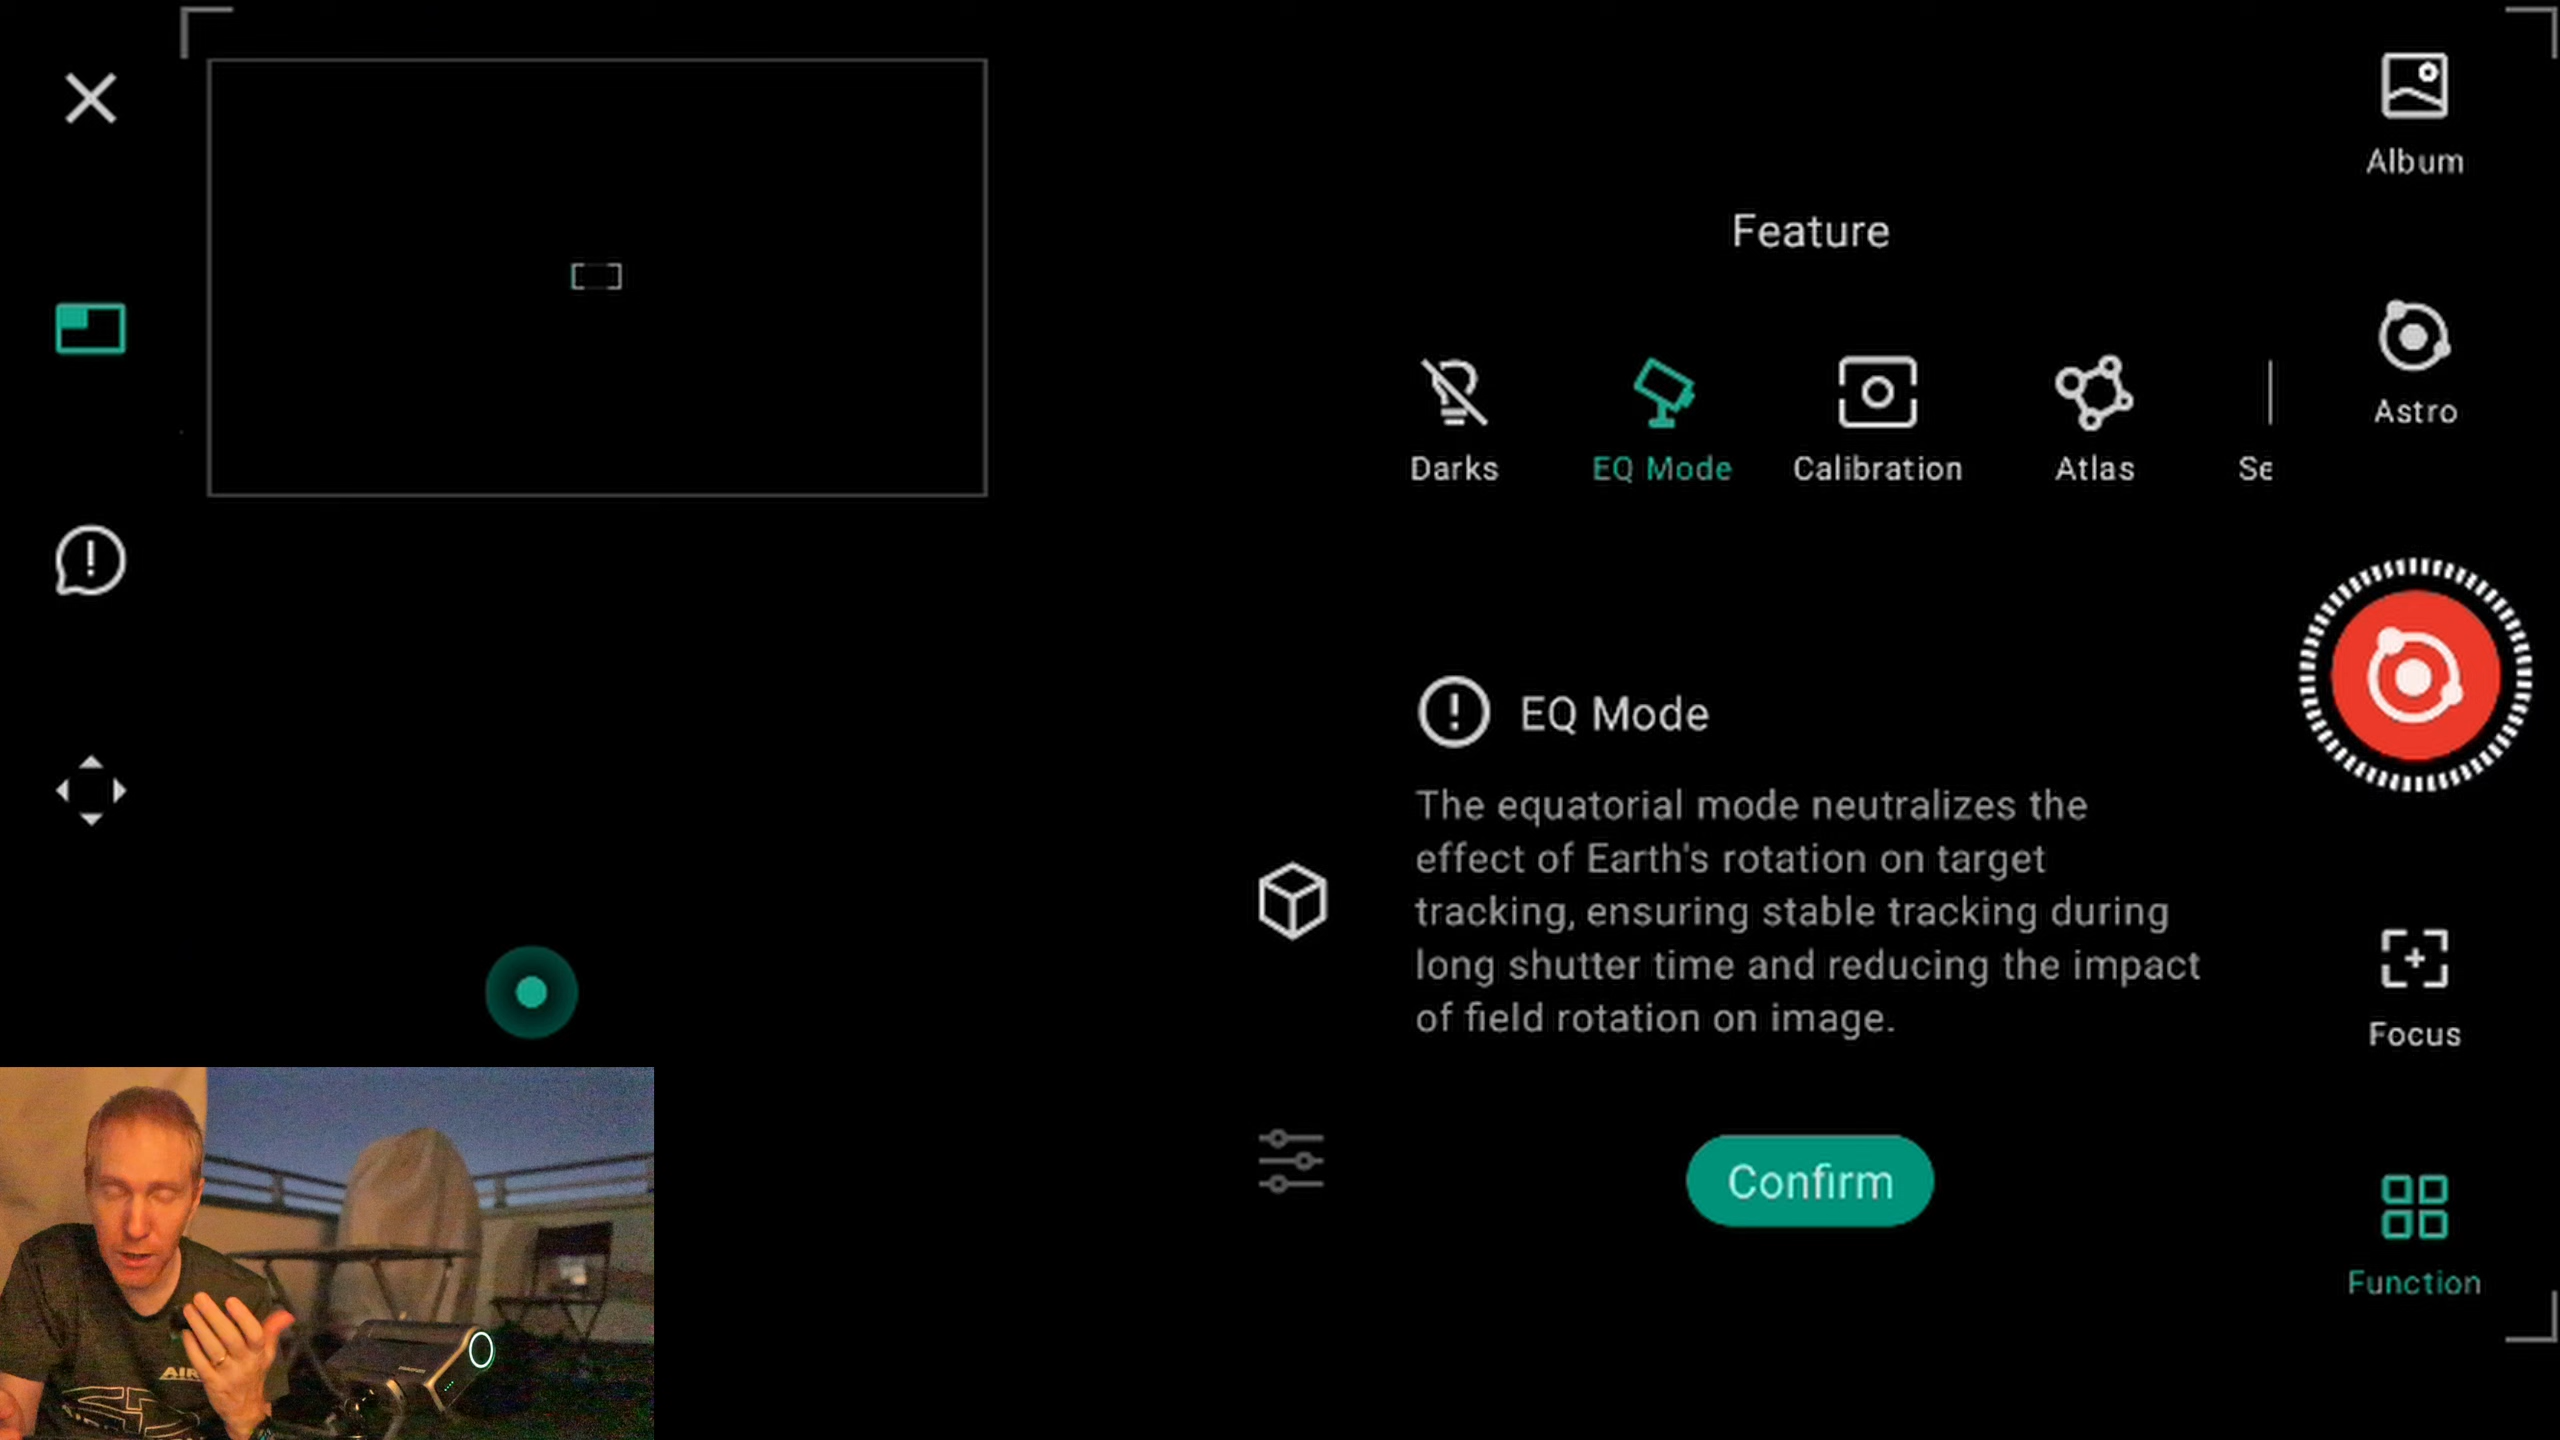 Album
Feature
Astro
Darks
EQ Mode
Calibration
Atlas
Se
EQ Mode
The equatorial mode neutralizes the
effect of Earth's rotation on target
tracking, ensuring stable tracking during
long shutter time and reducing the impact
of field rotation on image.
Focus
Confirm
Function
AIR